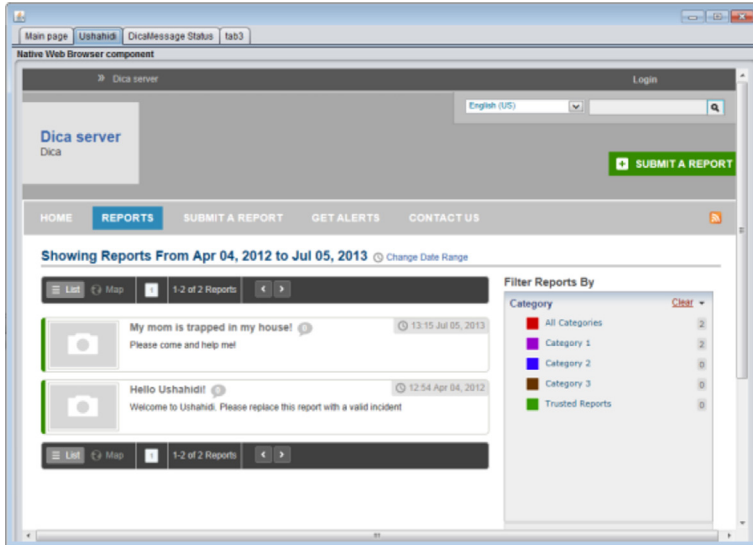 Main page Ushahidi DicaMessage Status tab3
Native Web Browser component
» Dica server Login
English (US)
Dica server
Dica
SUBMIT A REPORT
HOME REPORTS SUBMIT A REPORT GET ALERTS CONTACT US
Showing Reports From Apr 04, 2012 to Jul 05, 2013 Change Date Range
List Map 1 1-2 of 2 Reports
Filter Reports By
Category Clear
All Categories 2
Category 1 2
Category 2 0
Category 3 0
Trusted Reports 0
My mom is trapped in my house! 0 13:15 Jul 05, 2013
Please come and help me!
Hello Ushahidi! 0 12:54 Apr 04, 2012
Welcome to Ushahidi. Please replace this report with a valid incident
List Map 1 1-2 of 2 Reports